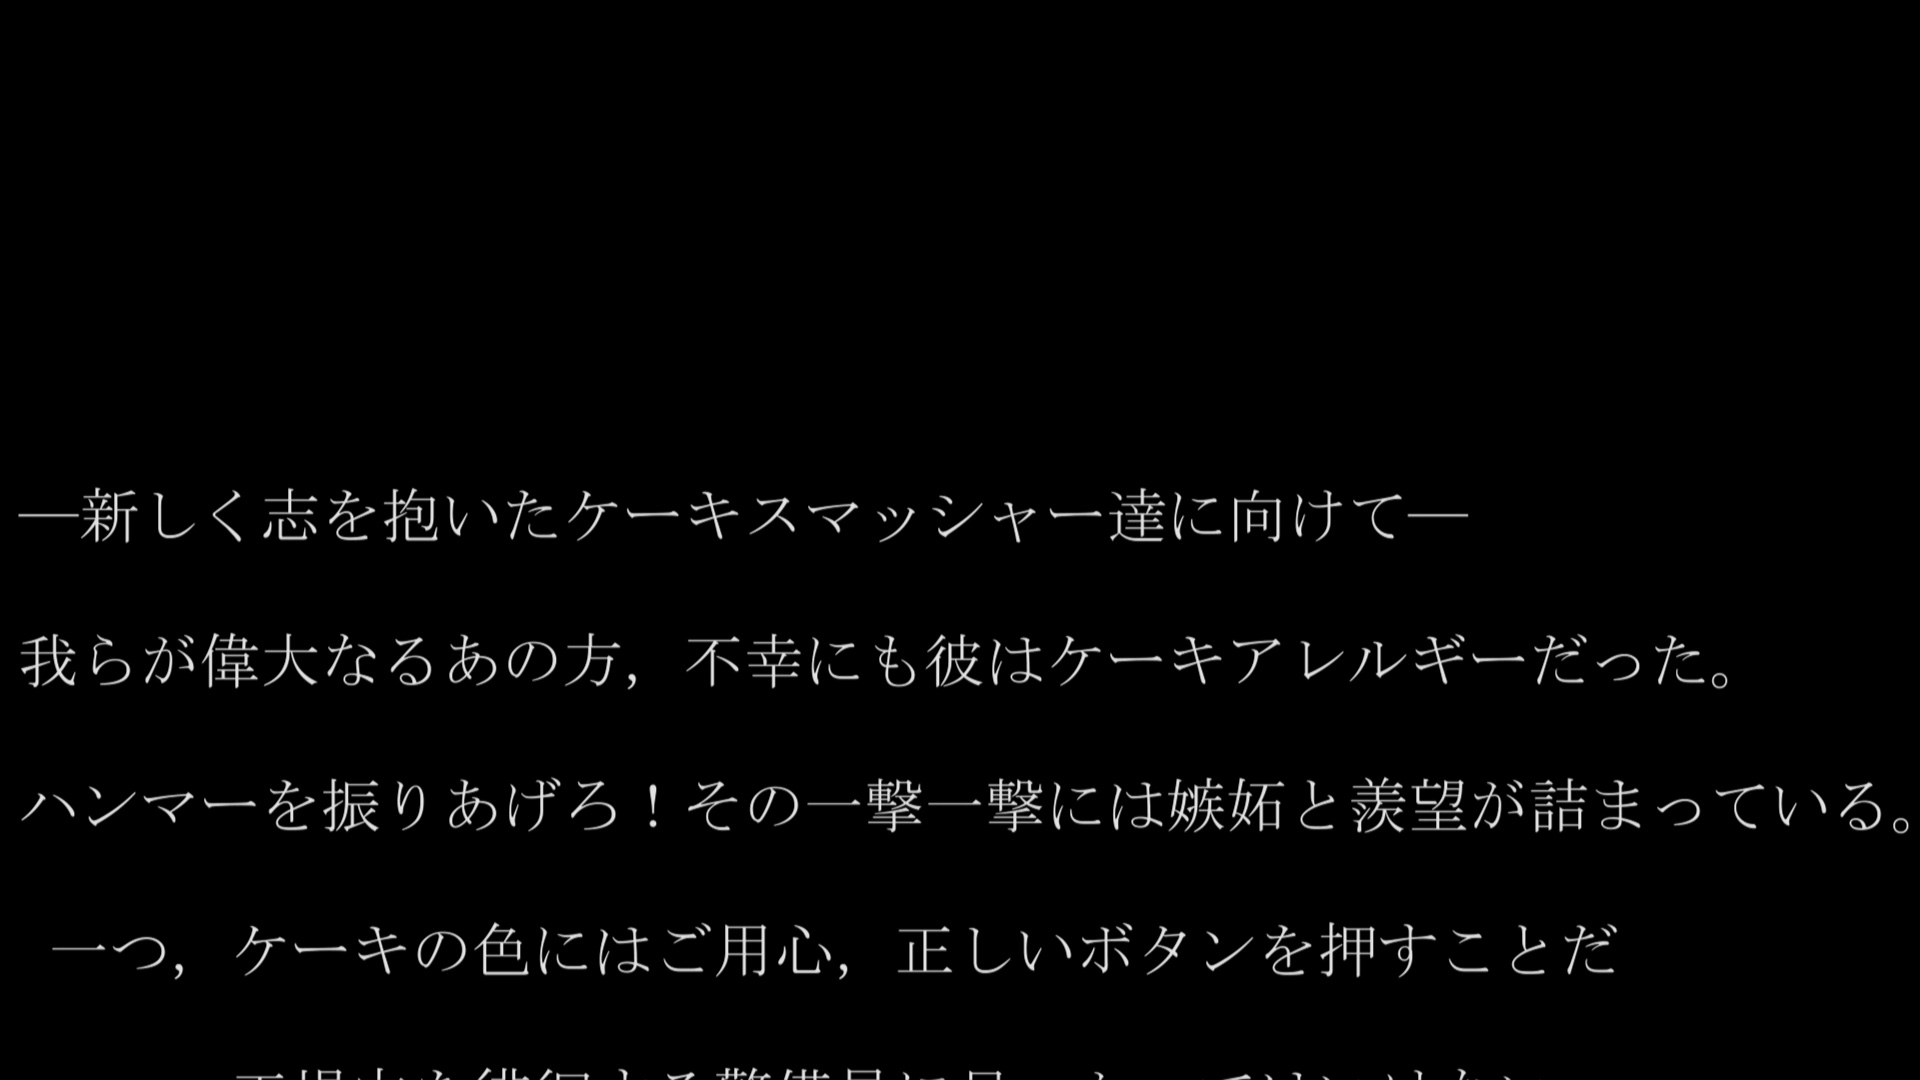 ―新しく志を抱いたケーキスマッシャー達に向けて―
我らが偉大なるあの方，不幸にも彼はケーキアレルギーだった。
ハンマーを振りあげろ！その一撃一撃には嫉妬と羨望が詰まっている。
一つ，ケーキの色にはご用心，正しいボタンを押すことだ